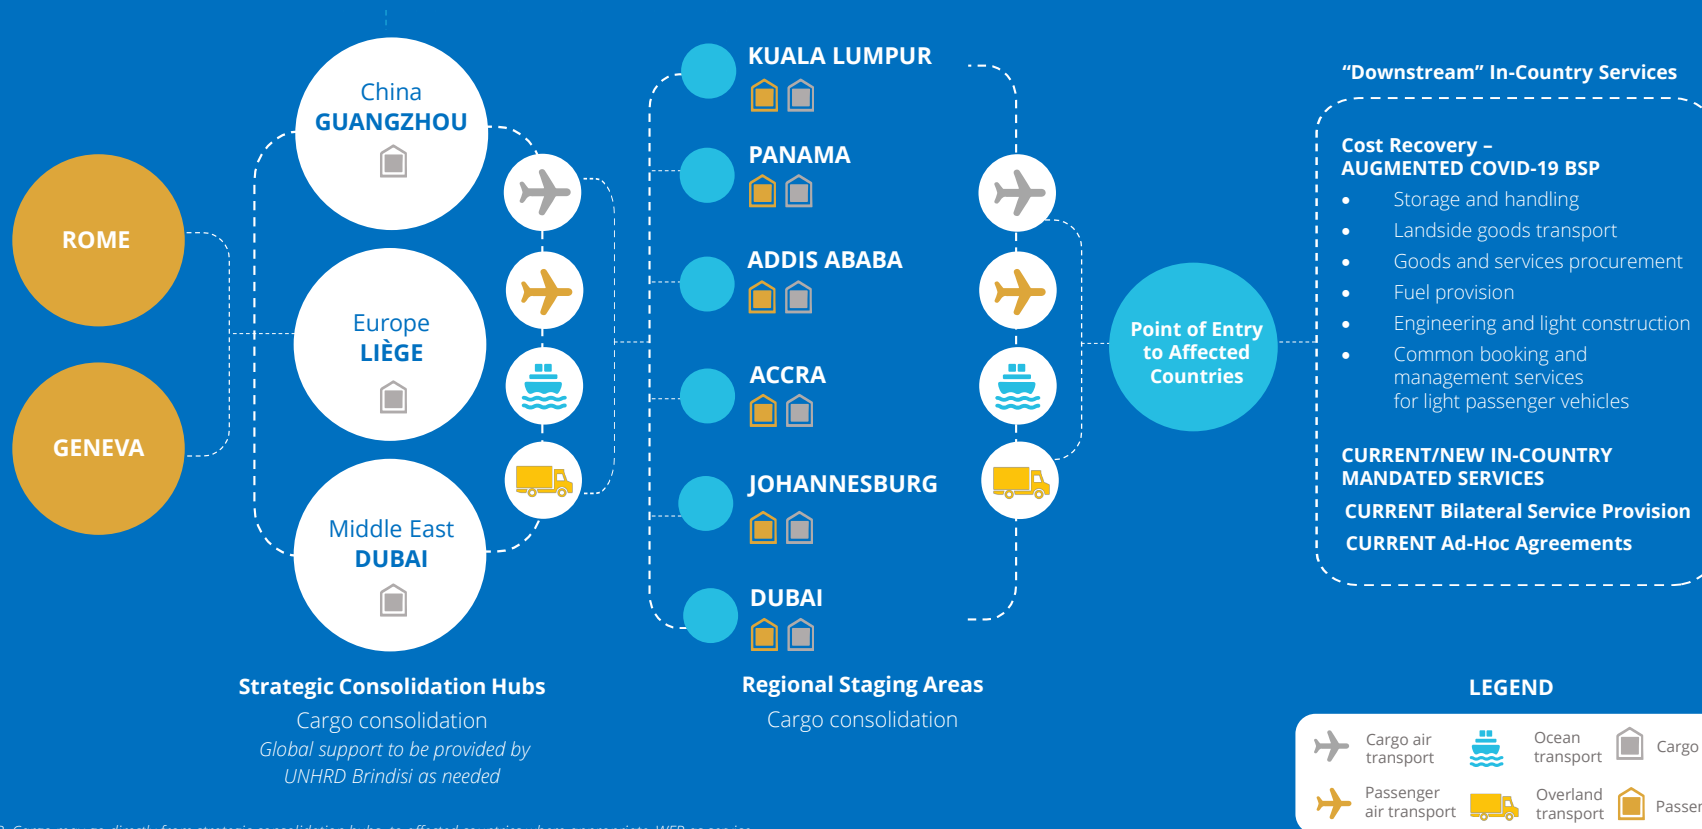 ROME
GENEVA
China
GUANGZHOU
Europe
LIÈGE
Middle East
DUBAI
Strategic Consolidation Hubs
Cargo consolidation
Global support to be provided by
UNHRD Brindisi as needed
KUALA LUMPUR
PANAMA
ADDIS ABABA
ACCRA
JOHANNESBURG
DUBAI
Regional Staging Areas
Cargo consolidation
Point of Entry
to Affected
Countries
“Downstream” In-Country Services
Cost Recovery –
AUGMENTED COVID-19 BSP
• Storage and handling
• Landside goods transport
• Goods and services procurement
• Fuel provision
• Engineering and light construction
• Common booking and
management services
for light passenger vehicles
CURRENT/NEW IN-COUNTRY
MANDATED SERVICES
CURRENT Bilateral Service Provision
CURRENT Ad-Hoc Agreements
LEGEND
Cargo air
transport
Ocean
transport
Cargo
Passenger
air transport
Overland
transport
Passen